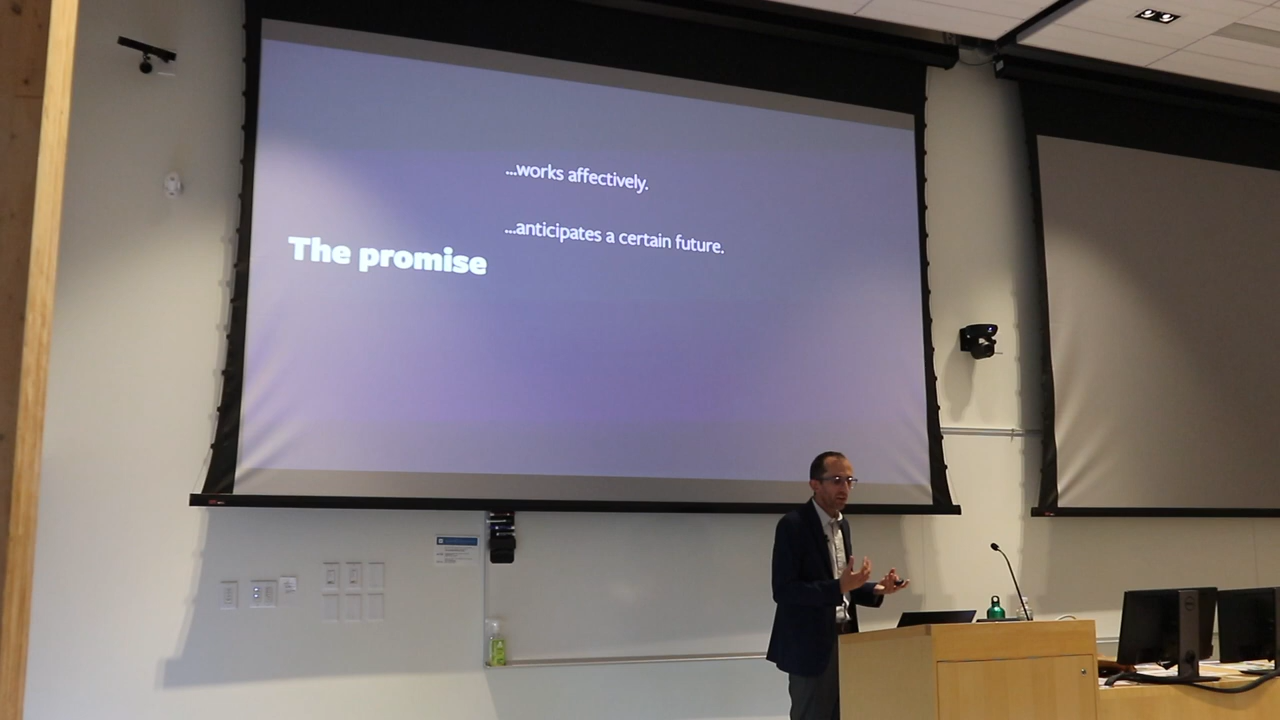 ...works affectively.
...anticipates a certain future.
The promise